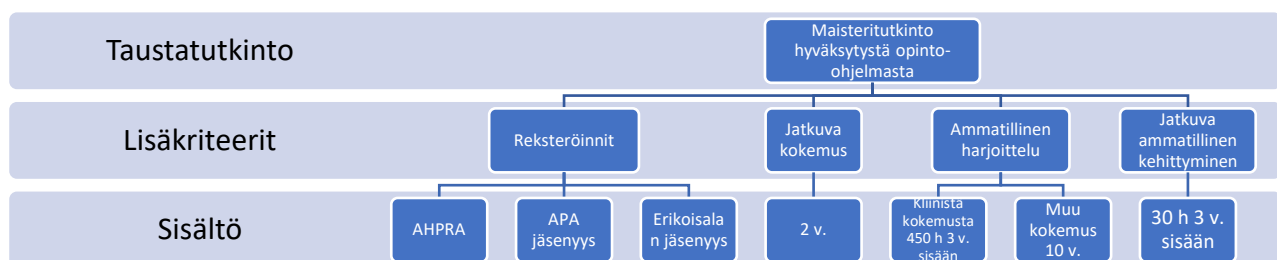 Taustatutkinto
Maisteritutkinto
hyväksytystä opinto-
ohjelmasta
Lisäkriteerit
Reksteröinnit
Jatkuva
kokemus
Ammatillinen
harjoittelu
Jatkuva
ammatillinen
kehittyminen
Sisältö
AHPRA
APA
jäsenyys
Erikoisala
n jäsenyys
2 v.
Kliinistä
kokemusta
450 h 3 v.
sisään
Muu
kokemus
10 v.
30 h 3 v.
sisään